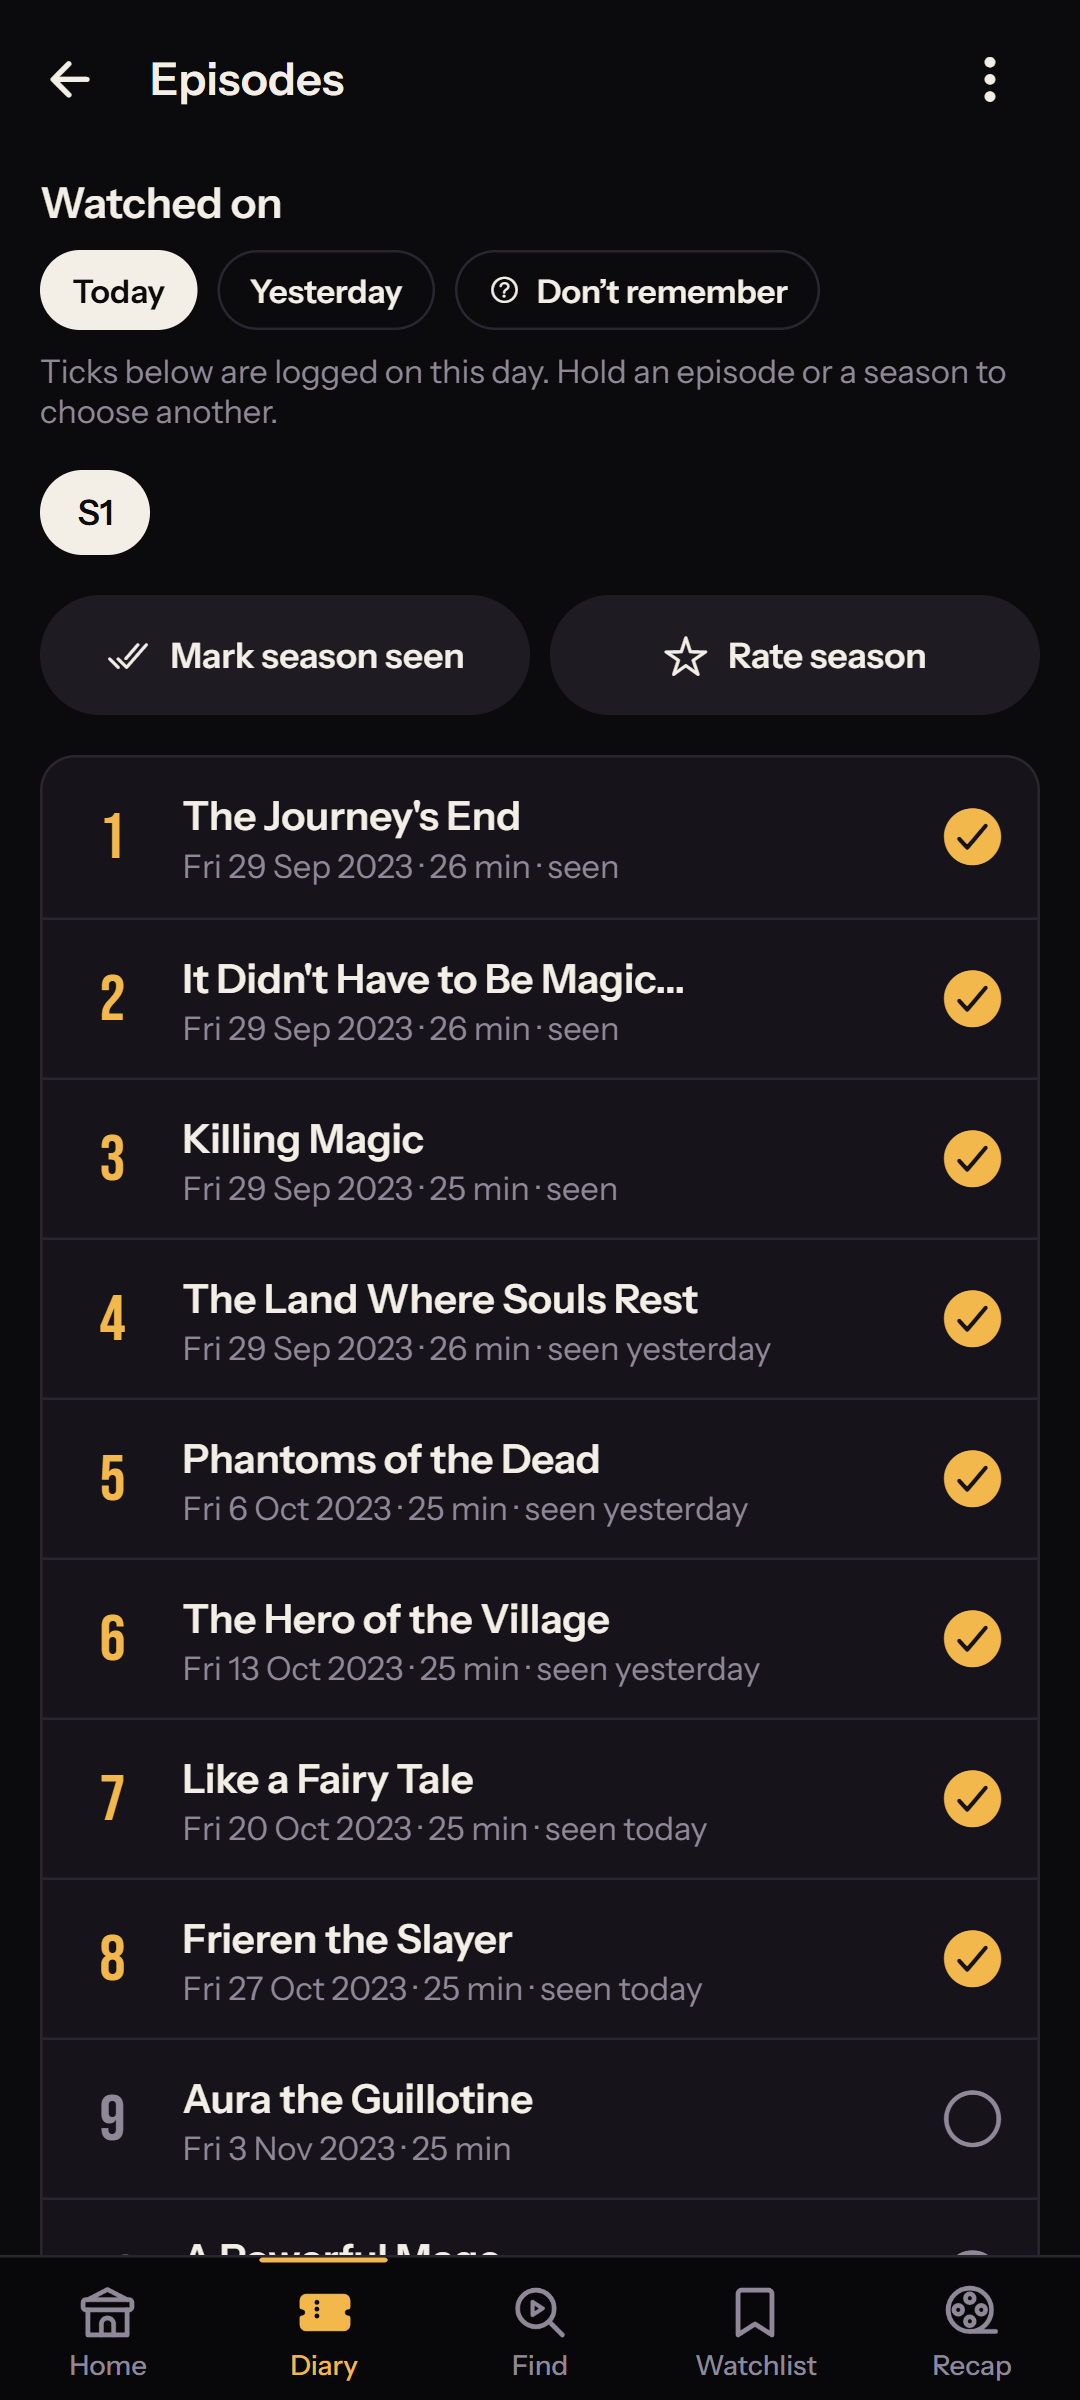 Episodes
Watched on
Today
Yesterday
Don’t remember
Ticks below are logged on this day. Hold an episode or a season to
choose another.
S1
Mark season seen
Rate season
1
The Journey's End
Fri 29 Sep 2023 · 26 min · seen
2
It Didn't Have to Be Magic...
Fri 29 Sep 2023 · 26 min · seen
3
Killing Magic
Fri 29 Sep 2023 · 25 min · seen
4
The Land Where Souls Rest
Fri 29 Sep 2023 · 26 min · seen yesterday
5
Phantoms of the Dead
Fri 6 Oct 2023 · 25 min · seen yesterday
6
The Hero of the Village
Fri 13 Oct 2023 · 25 min · seen yesterday
7
Like a Fairy Tale
Fri 20 Oct 2023 · 25 min · seen today
8
Frieren the Slayer
Fri 27 Oct 2023 · 25 min · seen today
9
Aura the Guillotine
Fri 3 Nov 2023 · 25 min
A Powerful Mage
Home
Diary
Find
Watchlist
Recap